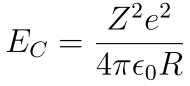 E_C = \frac{Z^2 e^2}{4\pi\epsilon_0 R}